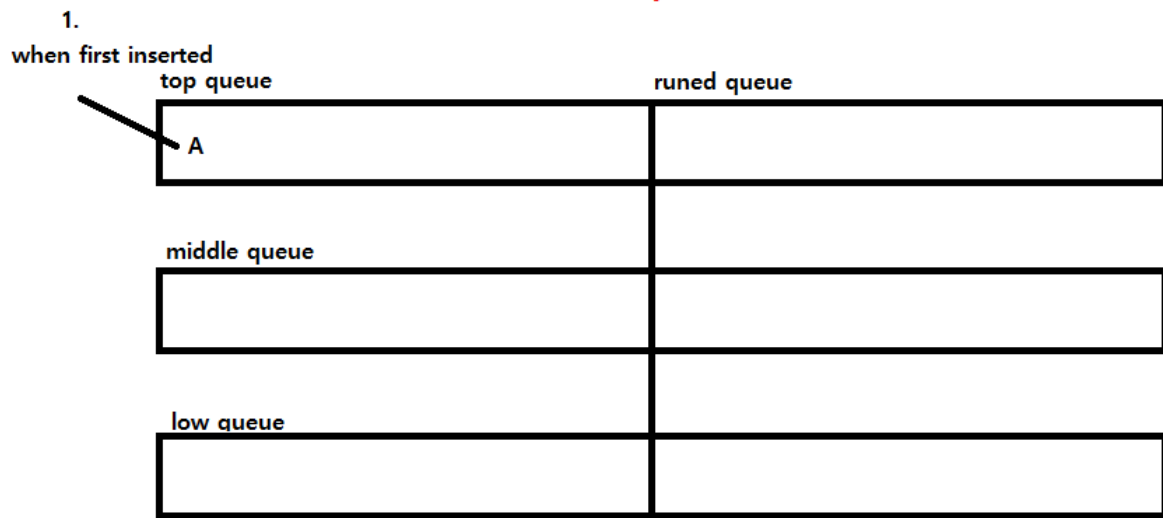 1.
when first inserted
top queue
runed queue
A
middle queue
low queue